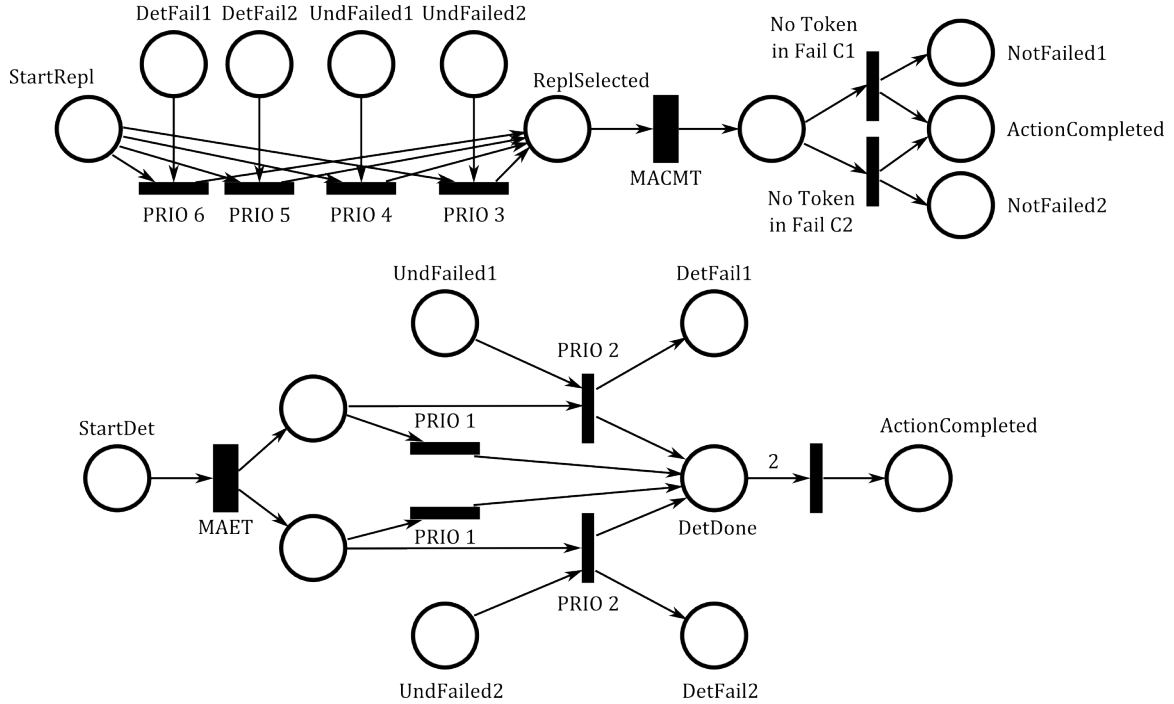 DetFail1
DetFail2
UndFailed1
UndFailed2
StartRepl
ReplSelected
No Token
in Fail C1
NotFailed1
ActionCompleted
MACMT
PRIO 6
PRIO 5
PRIO 4
PRIO 3
No Token
in Fail C2
NotFailed2
UndFailed1
DetFail1
PRIO 2
StartDet
PRIO 1
ActionCompleted
2
MAET
PRIO 1
DetDone
PRIO 2
UndFailed2
DetFail2